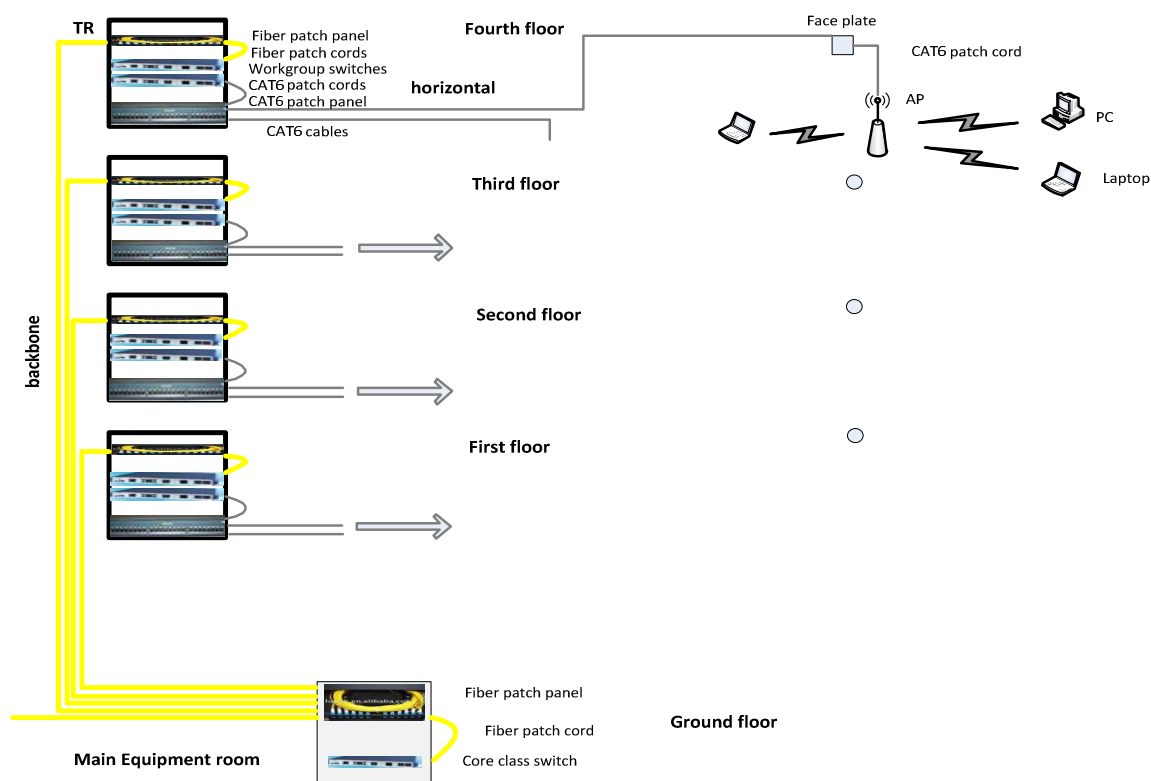 TR
Fourth floor
Fiber patch panel
Fiber patch cords
Workgroup switches
CAT6 patch cords
CAT6 patch panel
horizontal
CAT6 cables
Face plate
CAT6 patch cord
AP
PC
Laptop
Third floor
Second floor
First floor
backbone
Fiber patch panel
Fiber patch cord
Core class switch
Ground floor
Main Equipment room